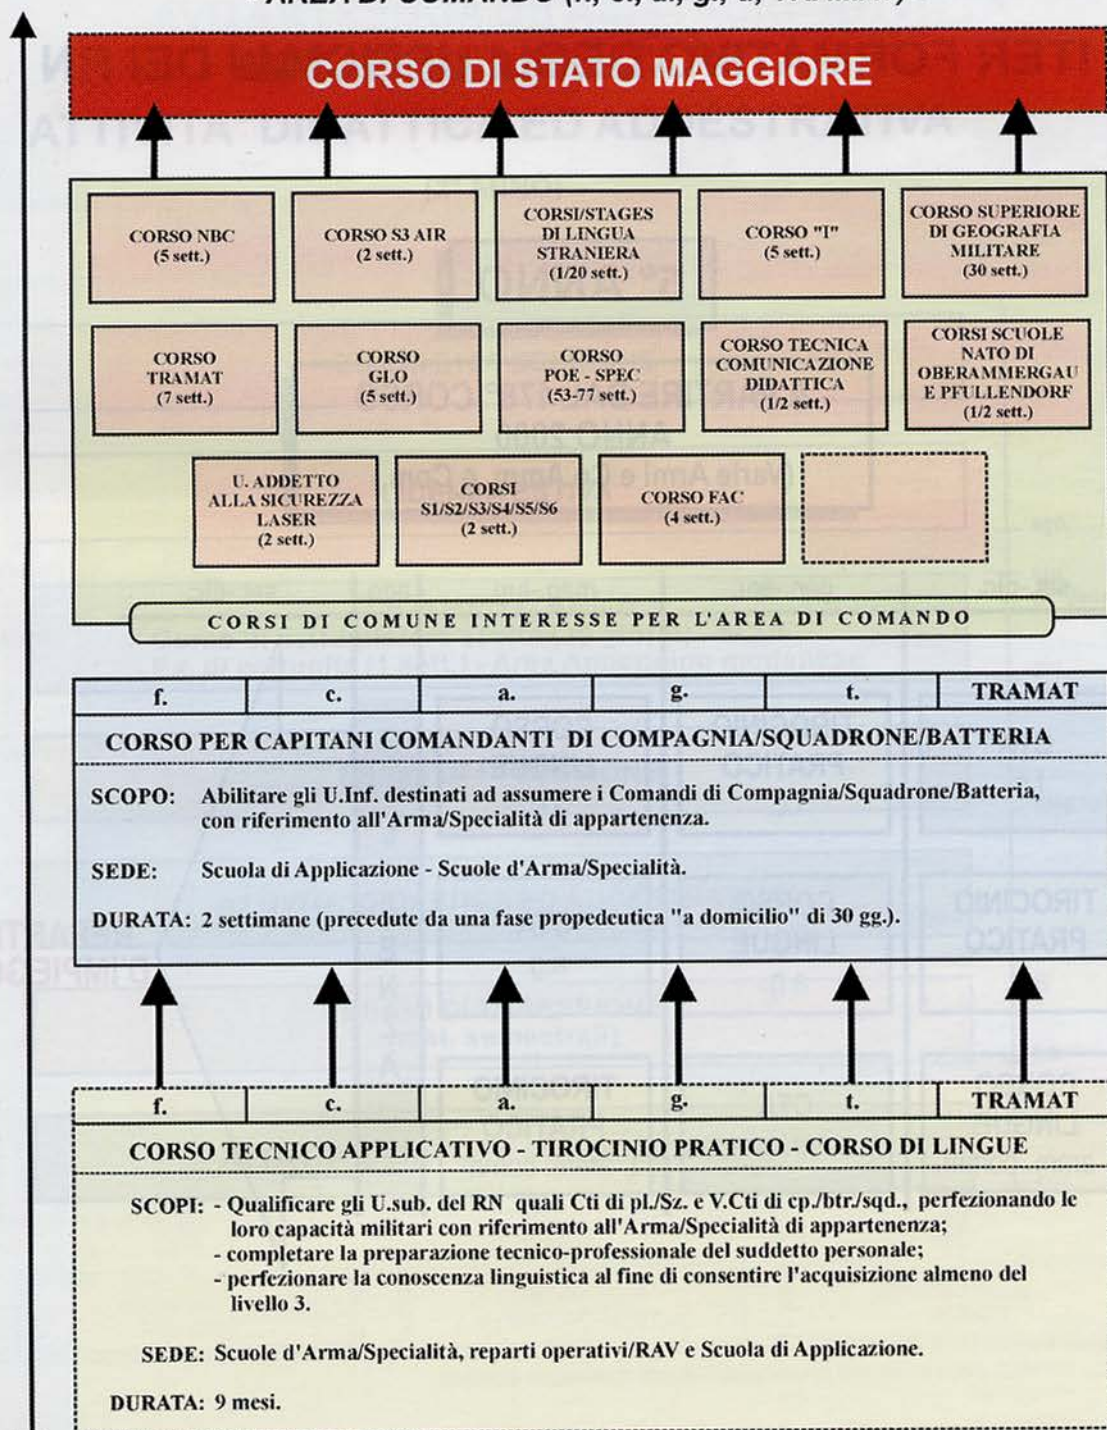 AREA DI COMANDO
CORSO DI STATO MAGGIORE
CORSO NBC
(5 sett.)
CORSO S3 AIR
(2 sett.)
CORSI/STAGES
DI LINGUA
STRANIERA
(1/20 sett.)
CORSO "I"
(5 sett.)
CORSO SUPERIORE
DI GEOGRAFIA
MILITARE
(30 sett.)
CORSO
TRAMAT
(7 sett.)
CORSO
GLO
(5 sett.)
CORSO
POE - SPEC
(53-77 sett.)
CORSO TECNICA
COMUNICAZIONE
DIDATTICA
(1/2 sett.)
CORSI SCUOLE
NATO DI
OBERAMMERGAU
E PFULLENDORF
(1/2 sett.)
U. ADDETTO
ALLA SICUREZZA
LASER
(2 sett.)
CORSI
S1/S2/S3/S4/S5/S6
(2 sett.)
CORSO FAC
(4 sett.)
CORSI DI COMUNE INTERESSE PER L'AREA DI COMANDO
f. c. a. g. t. TRAMAT
CORSO PER CAPITANI COMANDANTI DI COMPAGNIA/SQUADRONE/BATTERIA
SCOPO: Abilitare gli U.Inf. destinati ad assumere i Comandi di Compagnia/Squadrone/Batteria,
con riferimento all'Arma/Specialità di appartenenza.
SEDE: Scuola di Applicazione - Scuole d'Arma/Specialità.
DURATA: 2 settimane (precedute da una fase propedeutica "a domicilio" di 30 gg.).
f. c. a. g. t. TRAMAT
CORSO TECNICO APPLICATIVO - TIROCINIO PRATICO - CORSO DI LINGUE
SCOPI: - Qualificare gli U.sub. del RN quali Cti di pl./Sz. e V.Cti di cp./btr./sqd., perfezionando le
loro capacità militari con riferimento all'Arma/Specialità di appartenenza;
- completare la preparazione tecnico-professionale del suddetto personale;
- perfezionare la conoscenza linguistica al fine di consentire l'acquisizione almeno del
livello 3.
SEDE: Scuole d'Arma/Specialità, reparti operativi/RAV e Scuola di Applicazione.
DURATA: 9 mesi.